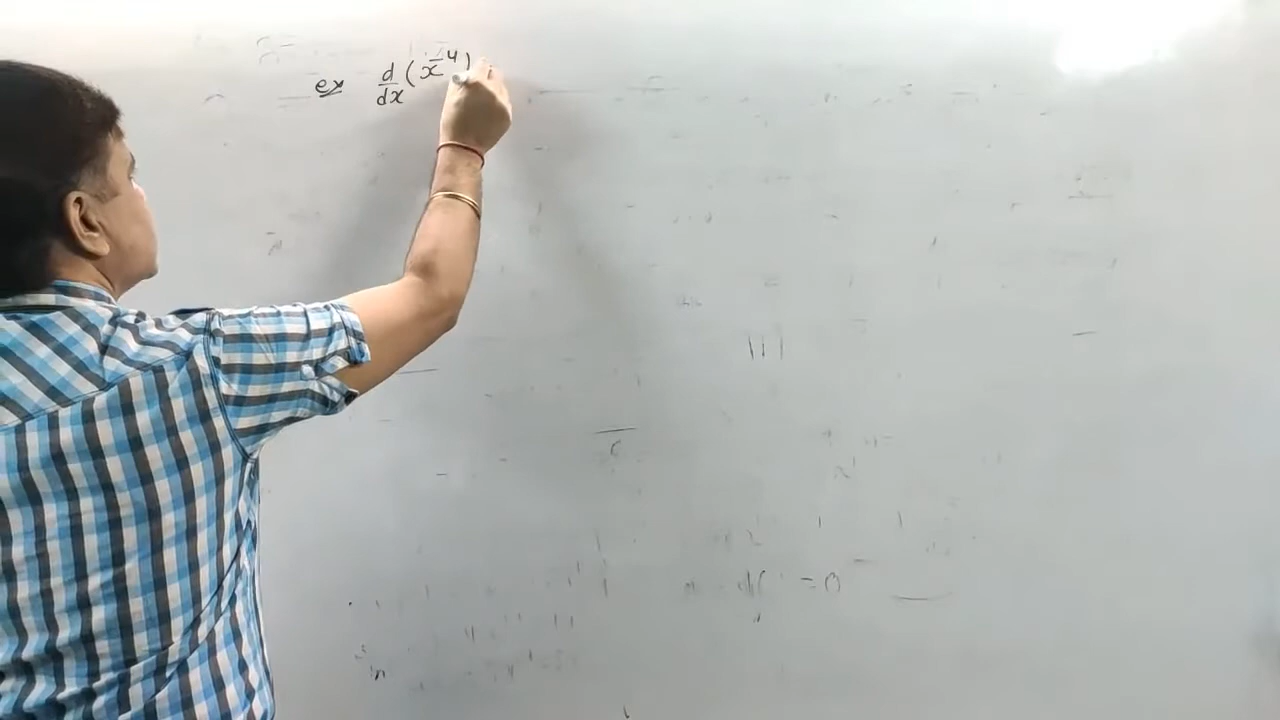 ex d/dx (x⁻⁴)